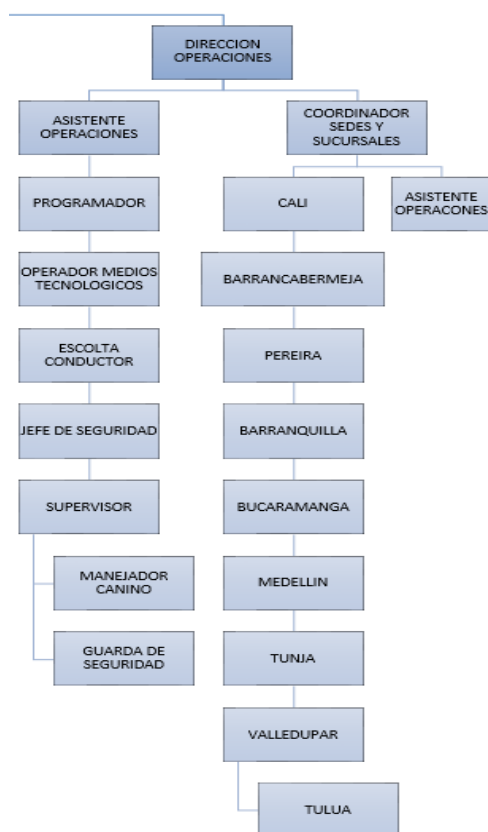 DIRECCION
OPERACIONES
ASISTENTE
OPERACIONES
COORDINADOR
SEDES Y
SUCURSALES
PROGRAMADOR
CALI
ASISTENTE
OPERACONES
OPERADOR MEDIOS
TECNOLOGICOS
BARRANCABERMEJA
ESCOLTA
CONDUCTOR
PEREIRA
JEFE DE SEGURIDAD
BARRANQUILLA
SUPERVISOR
BUCARAMANGA
MANEJADOR
CANINO
MEDELLIN
GUARDA DE
SEGURIDAD
TUNJA
VALLEDUPAR
TULUA